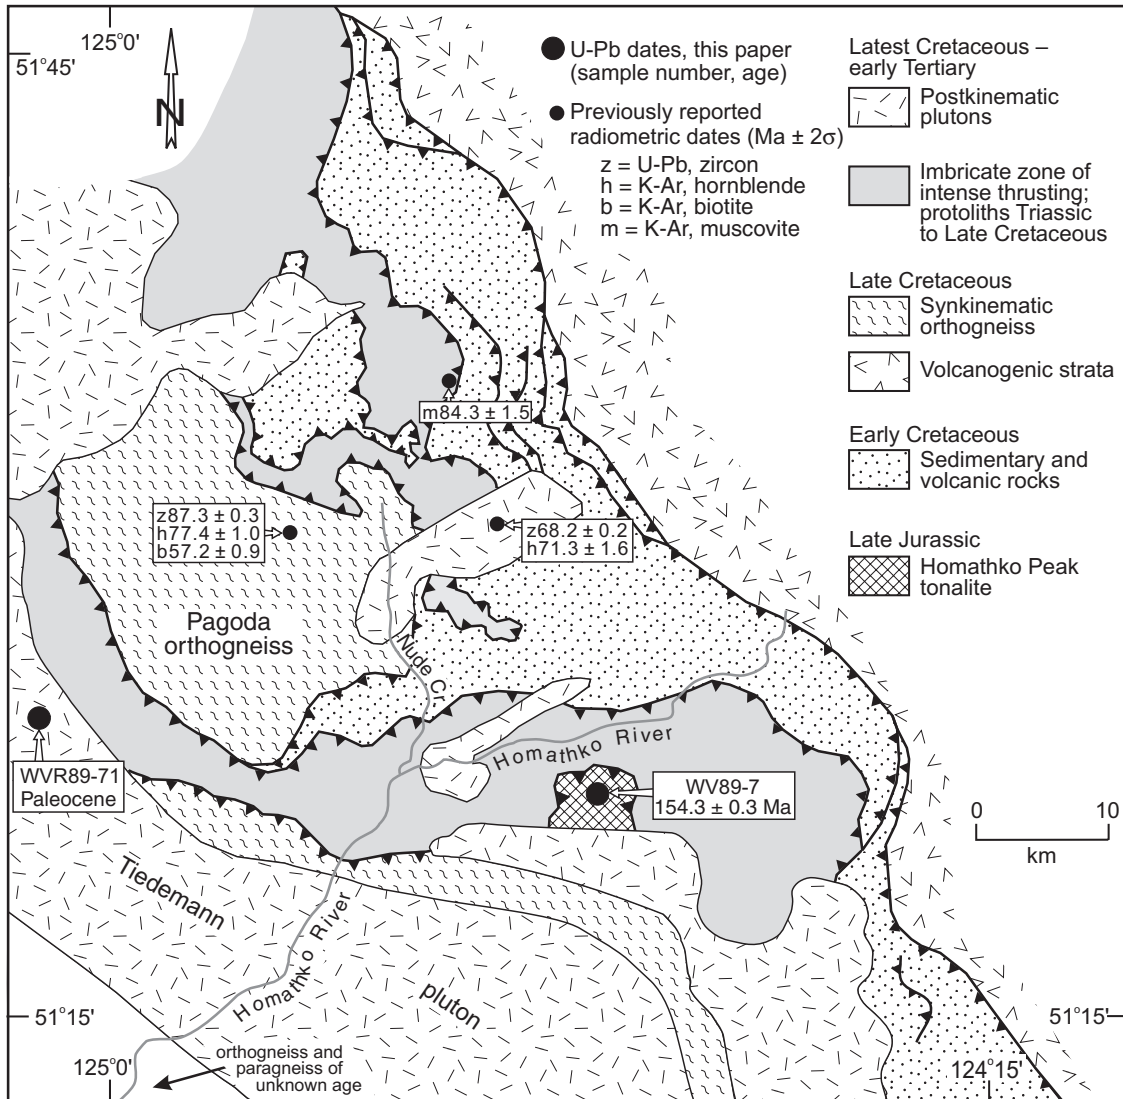 125°0'
51°45'
N
U-Pb dates, this paper
(sample number, age)
Previously reported
radiometric dates (Ma ± 2σ)
z = U-Pb, zircon
h = K-Ar, hornblende
b = K-Ar, biotite
m = K-Ar, muscovite
Latest Cretaceous –
early Tertiary
Postkinematic
plutons
Imbricate zone of
intense thrusting;
protoliths Triassic
to Late Cretaceous
Late Cretaceous
Synkinematic
orthogneiss
Volcanogenic strata
Early Cretaceous
Sedimentary and
volcanic rocks
Late Jurassic
Homathko Peak
tonalite
m84.3 ± 1.5
z87.3 ± 0.3
h77.4 ± 1.0
b57.2 ± 0.9
z68.2 ± 0.2
h71.3 ± 1.6
Pagoda
orthogneiss
Nude Cr
Homathko River
WVR89-71
Paleocene
WV89-7
154.3 ± 0.3 Ma
0 10
km
Tiedemann
pluton
Homathko River
51°15'
51°15'
125°0'
124°15'
orthogneiss and
paragneiss of
unknown age